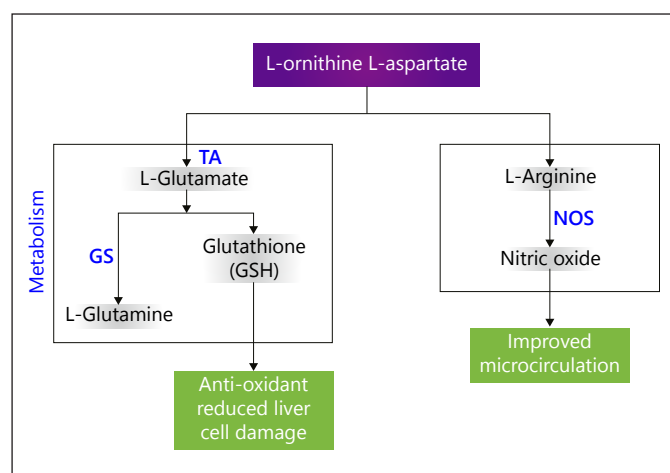 L-ornithine L-aspartate
Metabolism
TA
L-Glutamate
GS
Glutathione
(GSH)
L-Glutamine
Anti-oxidant
reduced liver
cell damage
L-Arginine
NOS
Nitric oxide
Improved
microcirculation